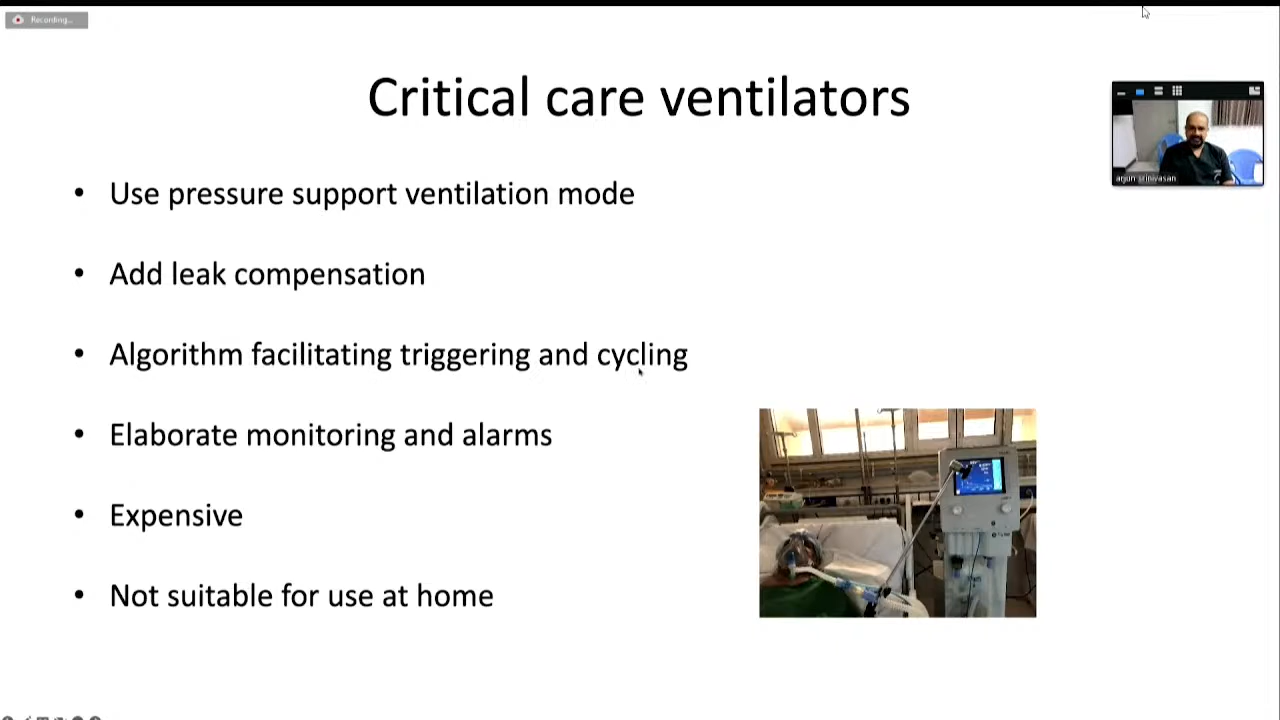 Recording...
Critical care ventilators
• Use pressure support ventilation mode
• Add leak compensation
• Algorithm facilitating triggering and cycling
• Elaborate monitoring and alarms
• Expensive
• Not suitable for use at home
arjun srinivasan